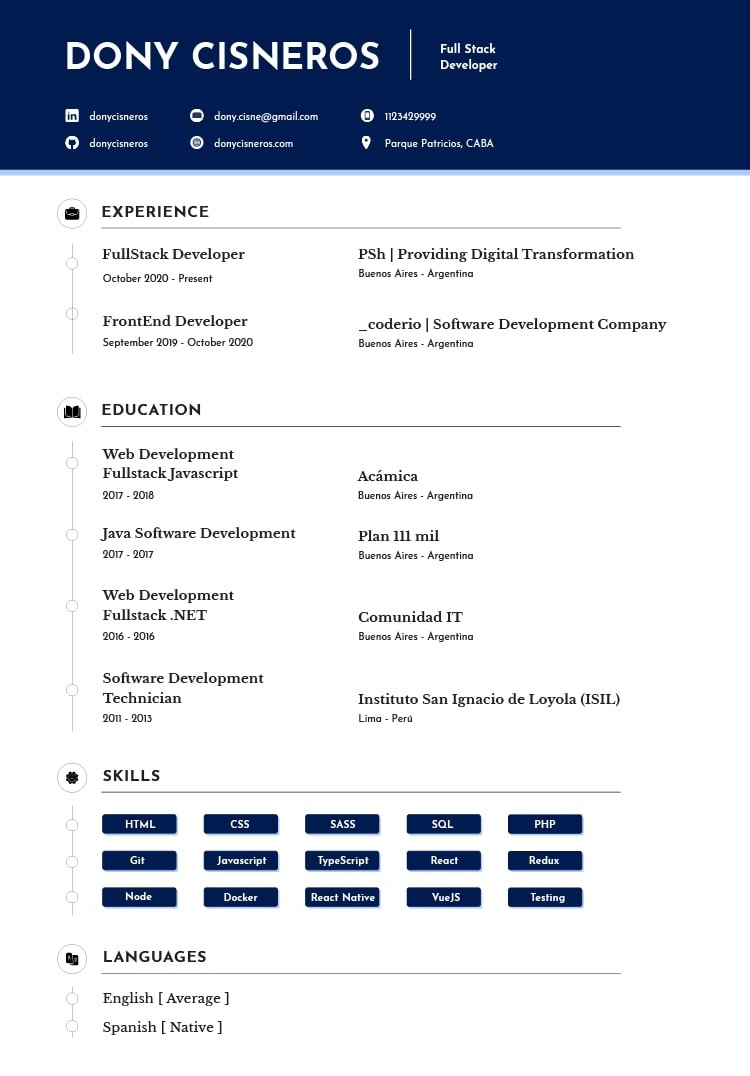 DONY CISNEROS
Full Stack
Developer
donycisneros
dony.cisne@gmail.com
1123429999
donycisneros
donycisneros.com
Parque Patricios, CABA
EXPERIENCE
FullStack Developer
PSh | Providing Digital Transformation
October 2020 - Present
Buenos Aires - Argentina
FrontEnd Developer
_coderio | Software Development Company
September 2019 - October 2020
Buenos Aires - Argentina
EDUCATION
Web Development
Fullstack Javascript
Acámica
2017 - 2018
Buenos Aires - Argentina
Java Software Development
Plan 111 mil
2017 - 2017
Buenos Aires - Argentina
Web Development
Fullstack .NET
Comunidad IT
2016 - 2016
Buenos Aires - Argentina
Software Development
Technician
Instituto San Ignacio de Loyola (ISIL)
2011 - 2013
Lima - Perú
SKILLS
HTML CSS SASS SQL PHP
Git Javascript TypeScript React Redux
Node Docker React Native VueJS Testing
LANGUAGES
English [ Average ]
Spanish [ Native ]